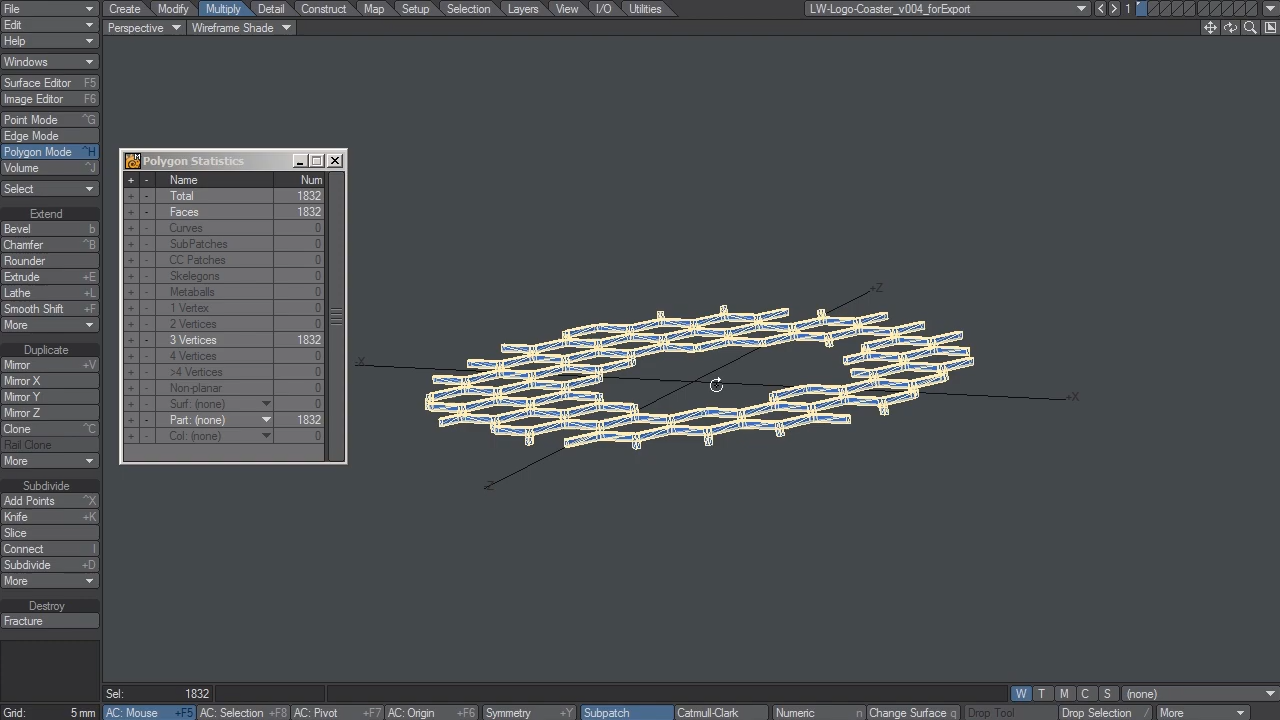 File Create Modify Multiply Detail Construct Map Setup Selection Layers View I/O Utilities LW-Logo-Coaster_v004_forExport 1
Edit Perspective Wireframe Shade
Help
Windows
Surface Editor F5
Image Editor F6
Point Mode ^G
Edge Mode
Polygon Mode ^H
Volume ^J
Select
Extend
Bevel b
Chamfer ^B
Rounder
Extrude +E
Lathe +L
Smooth Shift +F
More
Duplicate
Mirror +V
Mirror X
Mirror Y
Mirror Z
Clone ^C
Rail Clone
More
Subdivide
Add Points ^X
Knife +K
Slice
Connect l
Subdivide +D
More
Destroy
Fracture
Polygon Statistics
+ - Name Num
+ - Total 1832
+ - Faces 1832
+ - Curves 0
+ - SubPatches 0
+ - CC Patches 0
+ - Skelegons 0
+ - Metaballs 0
+ - 1 Vertex 0
+ - 2 Vertices 0
+ - 3 Vertices 1832
+ - 4 Vertices 0
+ - >4 Vertices 0
+ - Non-planar 0
+ - Surf: (none) 0
+ - Part: (none) 1832
+ - Col: (none) 0
+Z
-X
+X
-Z
Sel: 1832 W T M C S (none)
Grid: 5 mm AC: Mouse +F5 AC: Selection +F8 AC: Pivot +F7 AC: Origin +F6 Symmetry +Y Subpatch Catmull-Clark Numeric n Change Surface q Drop Tool Drop Selection / More